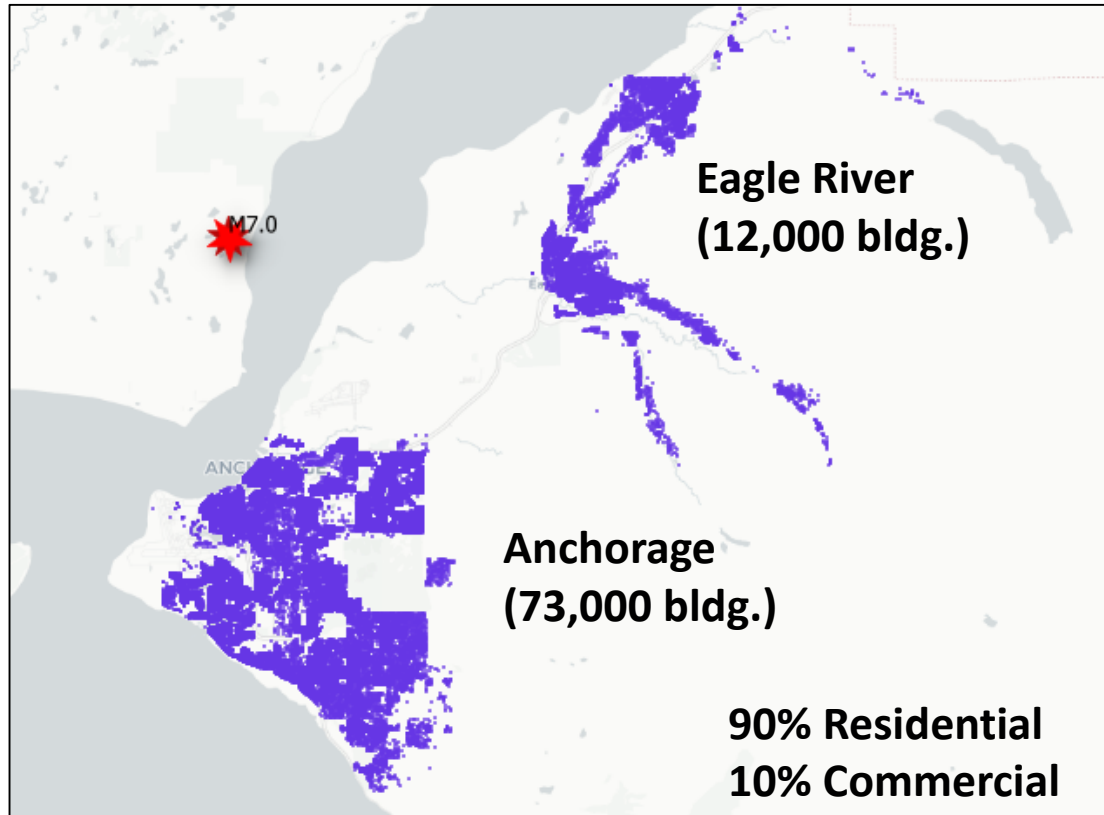 M7.0
Eagle River
(12,000 bldg.)
Anchorage
(73,000 bldg.)
90% Residential
10% Commercial